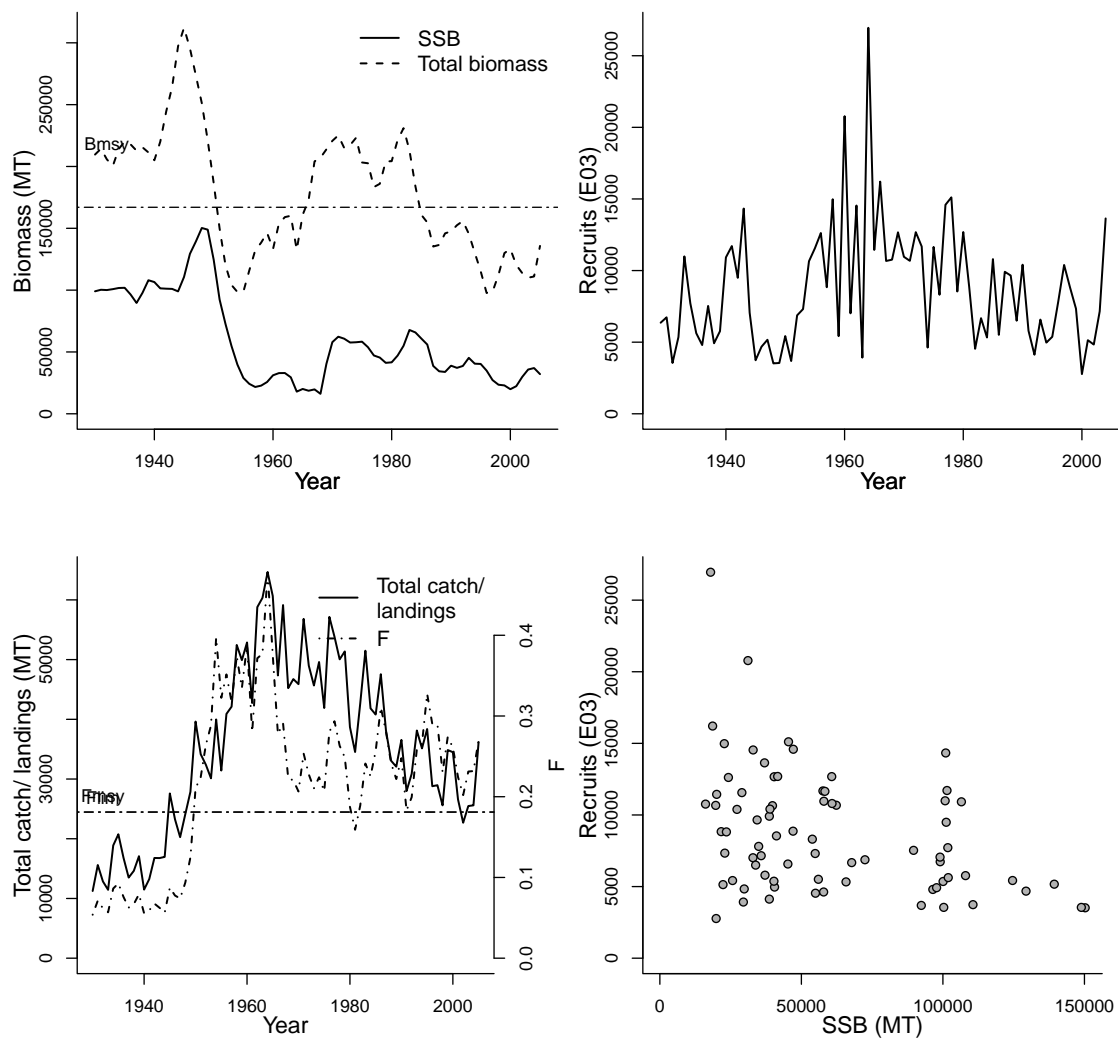 SSB
Total biomass
Bmsy
Biomass (MT)
0 50000 150000 250000
1940 1960 1980 2000
Year
Recruits (E03)
0 5000 10000 15000 20000 25000
1940 1960 1980 2000
Year
Total catch/
landings
F
Fmsy
Flim
Total catch/ landings (MT)
10000 30000 50000
0.0 0.1 0.2 0.3 0.4
F
1940 1960 1980 2000
Year
Recruits (E03)
0 5000 10000 15000 20000 25000
0 50000 100000 150000
SSB (MT)